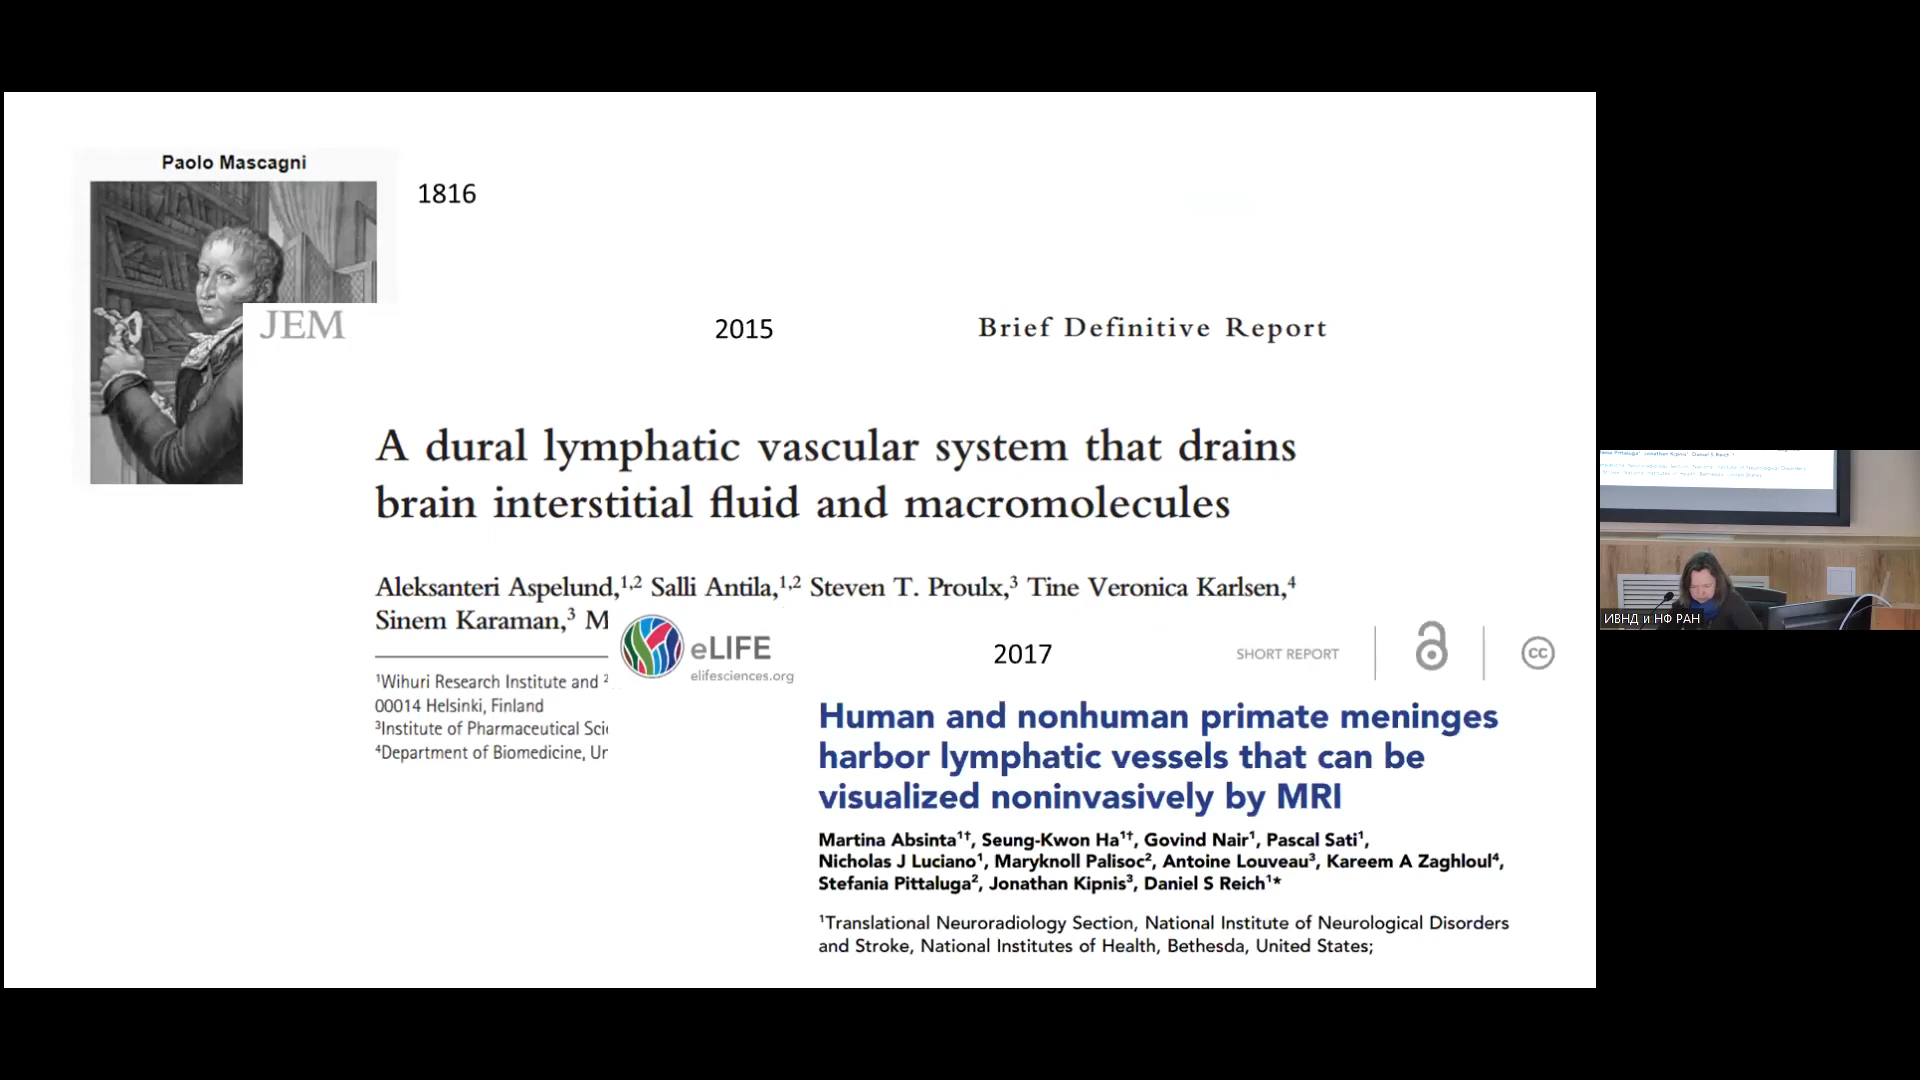 Paolo Mascagni
1816
JEM
2015
Brief Definitive Report
A dural lymphatic vascular system that drains
brain interstitial fluid and macromolecules
Aleksanteri Aspelund,1,2 Salli Antila,1,2 Steven T. Proulx,3 Tine Veronica Karlsen,4
Sinem Karaman,3 M
1Wihuri Research Institute and 2
00014 Helsinki, Finland
3Institute of Pharmaceutical Scie
4Department of Biomedicine, Un
eLIFE
elifesciences.org
2017
SHORT REPORT
cc
Human and nonhuman primate meninges
harbor lymphatic vessels that can be
visualized noninvasively by MRI
Martina Absinta1†, Seung-Kwon Ha1†, Govind Nair1, Pascal Sati1,
Nicholas J Luciano1, Maryknoll Palisoc2, Antoine Louveau3, Kareem A Zaghloul4,
Stefania Pittaluga2, Jonathan Kipnis3, Daniel S Reich1*
1Translational Neuroradiology Section, National Institute of Neurological Disorders
and Stroke, National Institutes of Health, Bethesda, United States;
ИВНД и НФ РАН